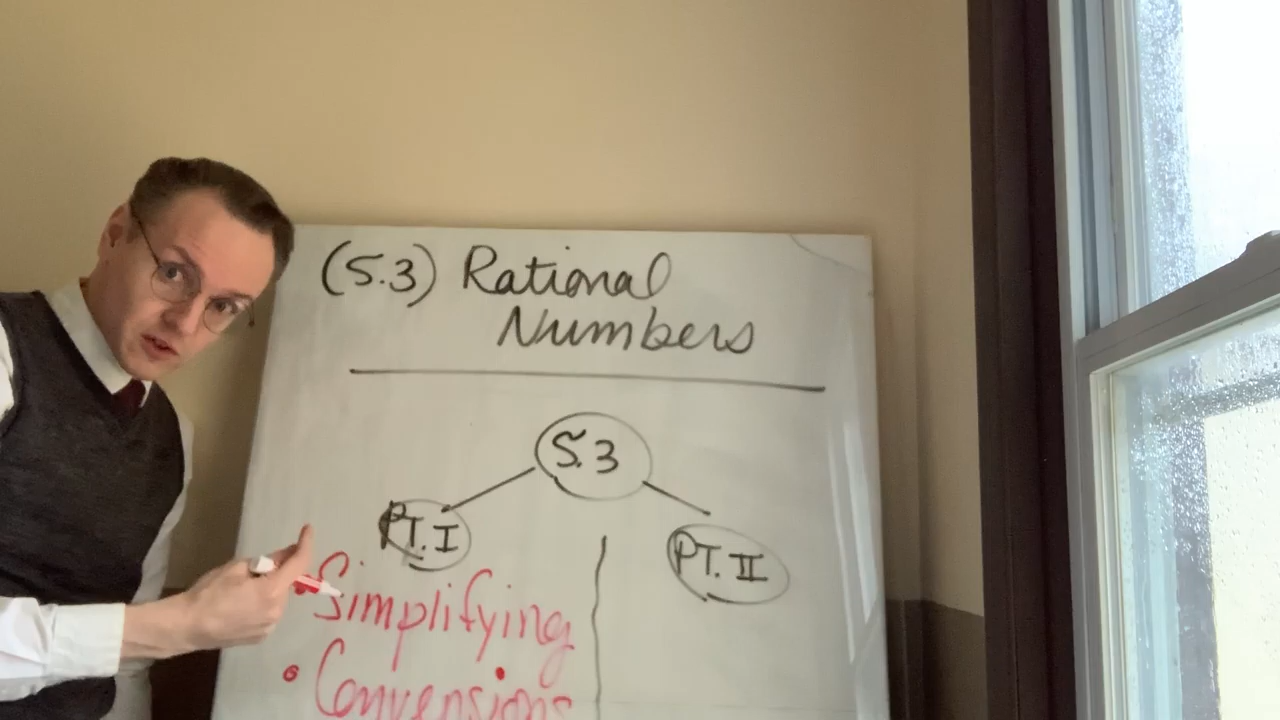 (5.3) Rational
Numbers
5.3
PT. I
PT. II
• Simplifying
• Conversions